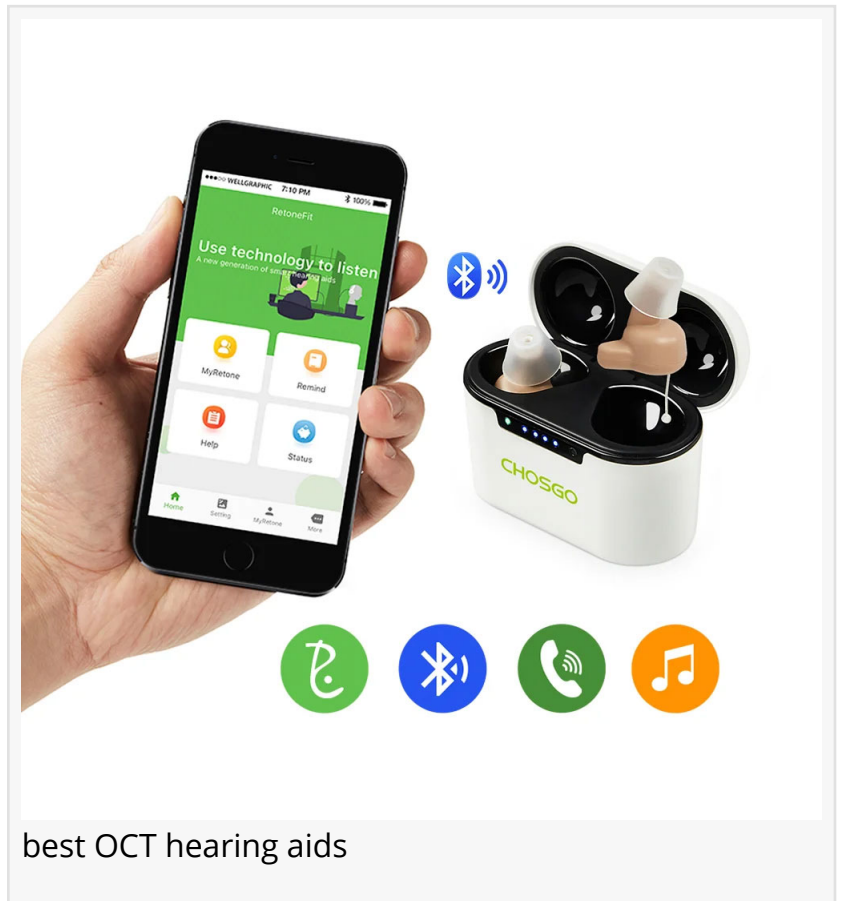 ●●●○○ WELLGRAPHIC 7:10 PM 100%
RetoneFit
Use technology to listen
A new generation of smart hearing aids
MyRetone
Remind
Help
Status
Home
Setting
MyRetone
More
CHOSGO
best OCT hearing aids